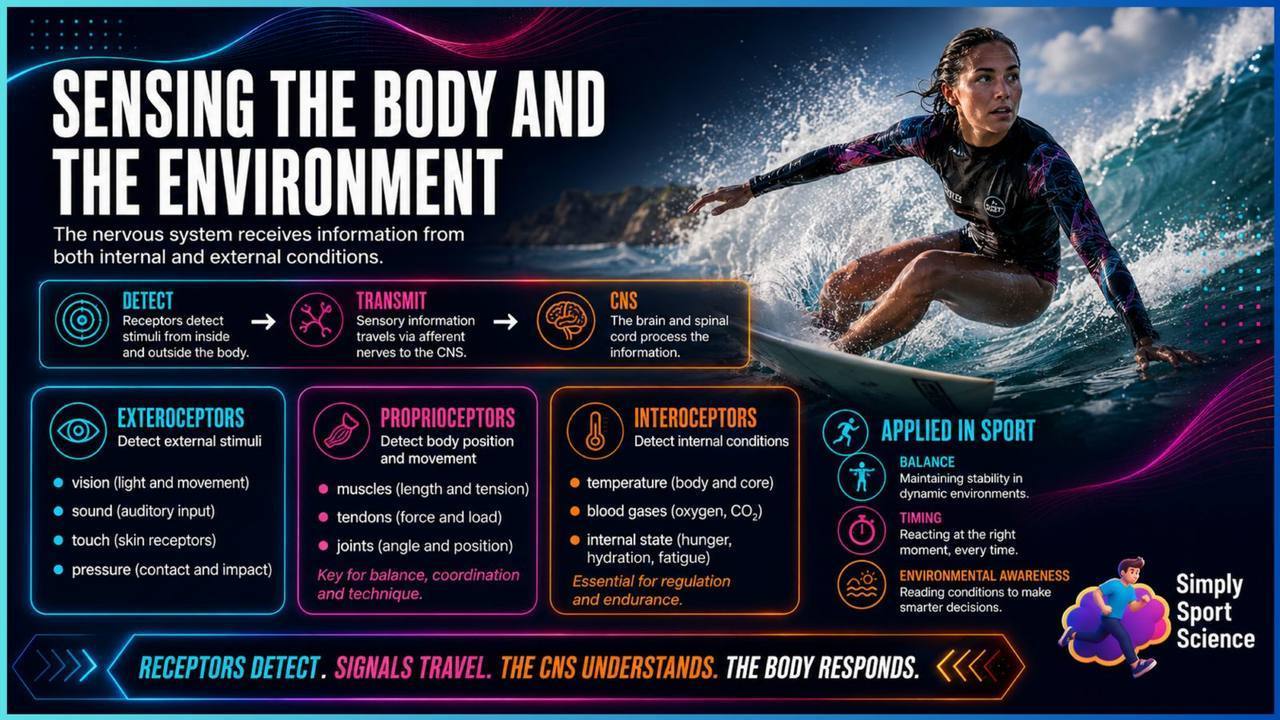 SENSING THE BODY AND
THE ENVIRONMENT
The nervous system receives information from
both internal and external conditions.
DETECT
Receptors detect
stimuli from inside
and outside the body.
TRANSMIT
Sensory information
travels via afferent
nerves to the CNS.
CNS
The brain and spinal
cord process the
information.
EXTEROCEPTORS
Detect external stimuli
vision (light and movement)
sound (auditory input)
touch (skin receptors)
pressure (contact and impact)
PROPRIOCEPTORS
Detect body position
and movement
muscles (length and tension)
tendons (force and load)
joints (angle and position)
Key for balance, coordination
and technique.
INTEROCEPTORS
Detect internal conditions
temperature (body and core)
blood gases (oxygen, CO₂)
internal state (hunger,
hydration, fatigue)
Essential for regulation
and endurance.
APPLIED IN SPORT
BALANCE
Maintaining stability in
dynamic environments.
TIMING
Reacting at the right
moment, every time.
ENVIRONMENTAL AWARENESS
Reading conditions to make
smarter decisions.
Simply
Sport
Science
RECEPTORS DETECT. SIGNALS TRAVEL. THE CNS UNDERSTANDS. THE BODY RESPONDS.